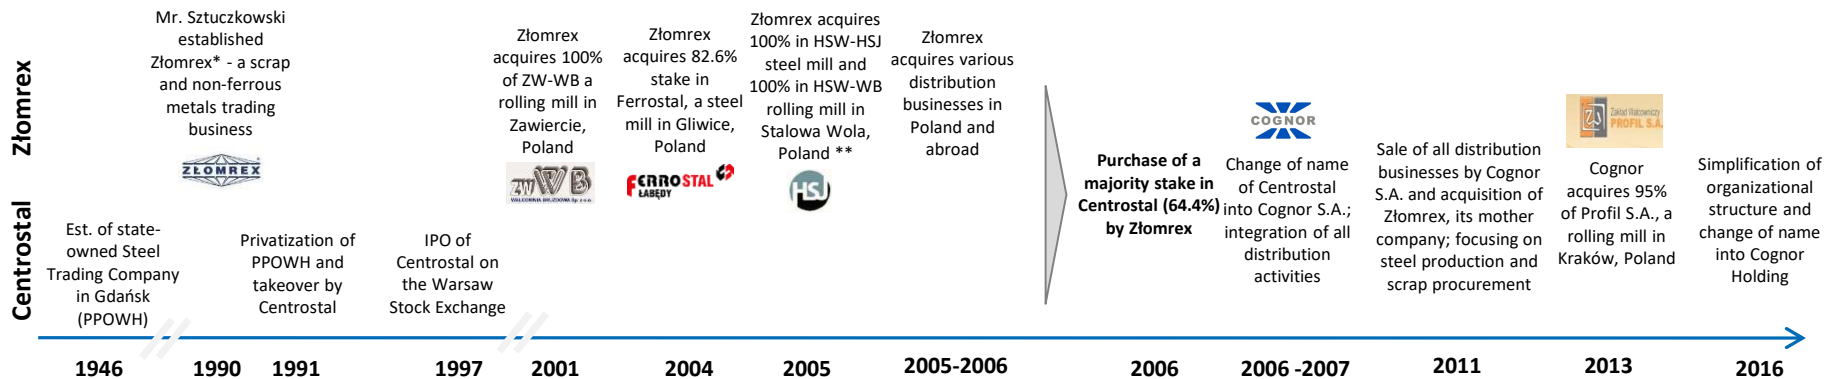 Złomrex
Mr. Sztuczkowski
established
Złomrex* - a scrap
and non-ferrous
metals trading
business
ZŁOMREX
®
Złomrex
acquires 100%
of ZW-WB a
rolling mill in
Zawiercie,
Poland
ZW WB
WALCOWNIA BRUZDOWA Sp. z o.o.
Złomrex
acquires 82.6%
stake in
Ferrostal, a steel
mill in Gliwice,
Poland
FERROSTAL
ŁABĘDY
Złomrex acquires
100% in HSW-HSJ
steel mill and
100% in HSW-WB
rolling mill in
Stalowa Wola,
Poland **
HSJ
Złomrex
acquires various
distribution
businesses in
Poland and
abroad
Centrostal
Est. of state-
owned Steel
Trading Company
in Gdańsk
(PPOWH)
Privatization of
PPOWH and
takeover by
Centrostal
IPO of
Centrostal on
the Warsaw
Stock Exchange
Purchase of a
majority stake in
Centrostal (64.4%)
by Złomrex
COGNOR
Change of name
of Centrostal
into Cognor S.A.;
integration of all
distribution
activities
Sale of all distribution
businesses by Cognor
S.A. and acquisition of
Złomrex, its mother
company; focusing on
steel production and
scrap procurement
Zakład Walcowniczy
PROFIL S.A.
Cognor
acquires 95%
of Profil S.A., a
rolling mill in
Kraków, Poland
Simplification of
organizational
structure and
change of name
into Cognor
Holding
1946
1990
1991
1997
2001
2004
2005
2005-2006
2006
2006 -2007
2011
2013
2016